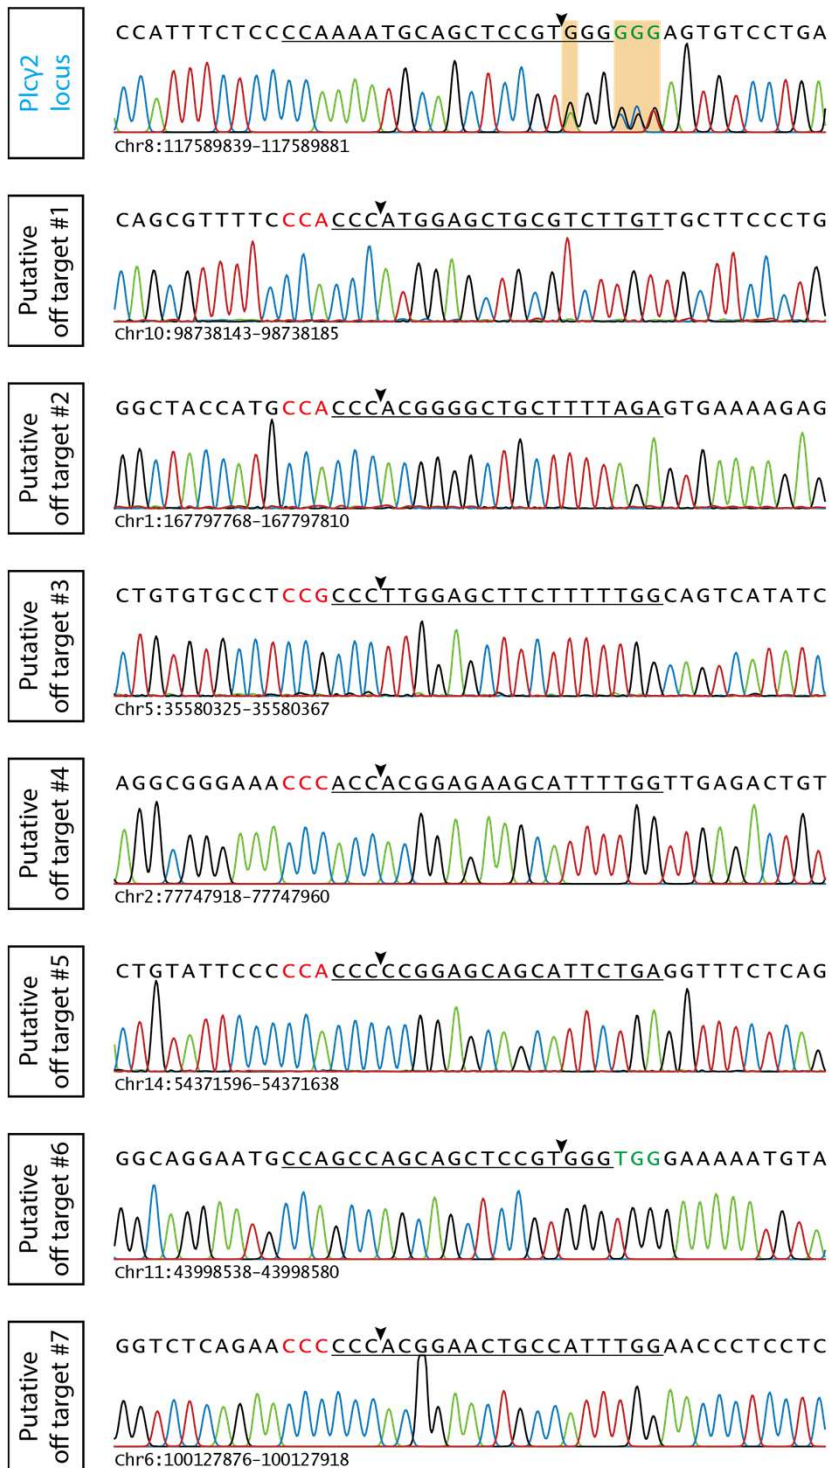 Plcγ2
locus
CCATTTCTCCCCAAAATGCAGCTCCGTGGGGGGGAGTGTCCTGA
Chr8:117589839-117589881
Putative
off target #1
CAGCGTTTTCCCACCCATGGAGCTGCGTCTTGTTGCTTCCCTG
Chr10:98738143-98738185
Putative
off target #2
GGCTACCATGCCACCCACGGGGCTGCTTTTAGAGTGAAAAGAG
Chr1:167797768-167797810
Putative
off target #3
CTGTGTGCCTCCGCCCTTGGAGCTTCTTTTTGGCAGTCATATC
Chr5:35580325-35580367
Putative
off target #4
AGGCGGGAAACCCACCACGGAGAAGCATTTTGGTTGAGACTGT
Chr2:77747918-77747960
Putative
off target #5
CTGTATTCCCCCACCCCCGGAGCAGCATTCTGAGGTTTCTCAG
Chr14:54371596-54371638
Putative
off target #6
GGCAGGAATGCCAGCCAGCAGCTCCGTGGGTGGGAAAAATGTA
Chr11:43998538-43998580
Putative
off target #7
GGTCTCAGAACCCCCCACGGAACTGCCATTTGGAACCCTCCTC
Chr6:100127876-100127918